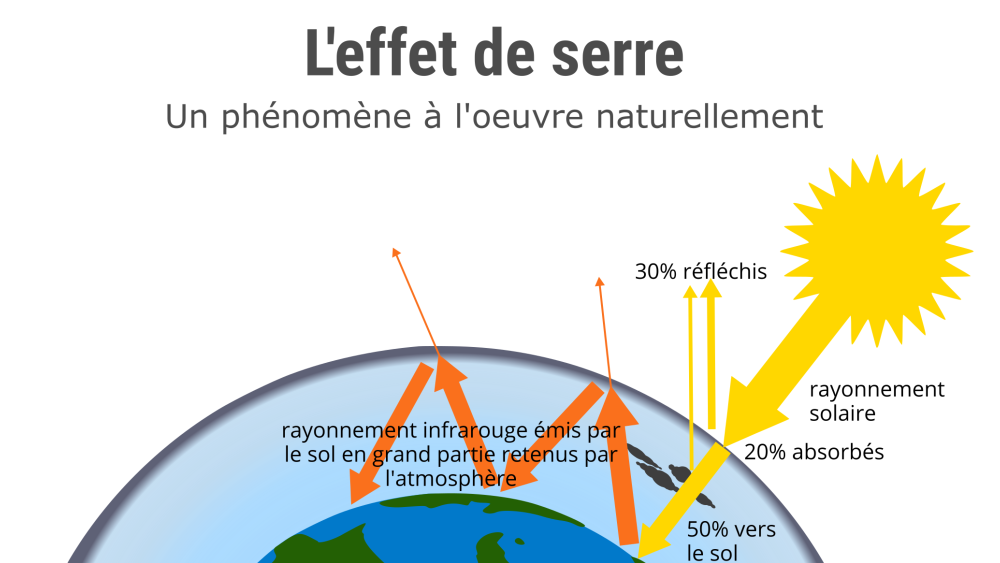 L'effet de serre
Un phénomène à l'oeuvre naturellement
30% réfléchis
rayonnement
solaire
20% absorbés
rayonnement infrarouge émis par
le sol en grand partie retenus par
l'atmosphère
50% vers
le sol